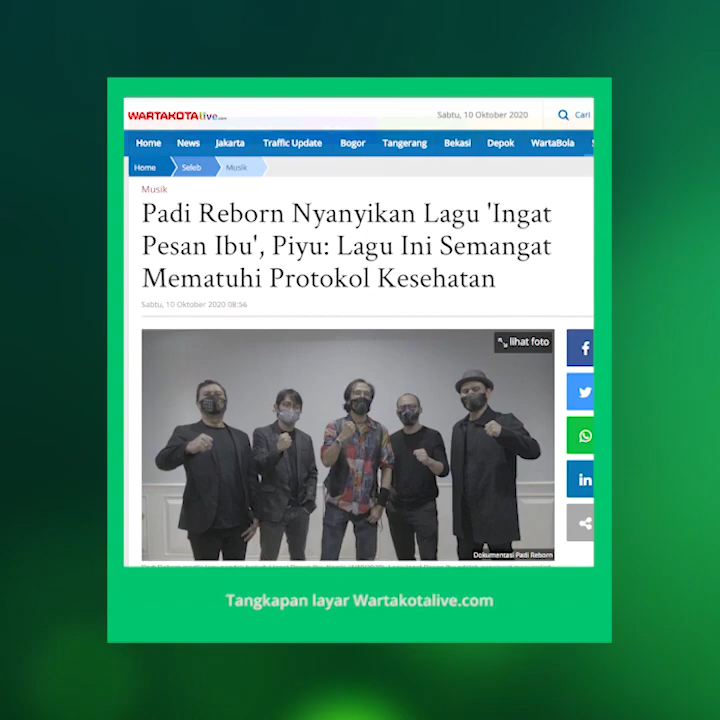 WARTAKOTAlive.com
Sabtu, 10 Oktober 2020
Cari
Home News Jakarta Traffic Update Bogor Tangerang Bekasi Depok WartaBola
Home Seleb Musik
Musik
Padi Reborn Nyanyikan Lagu 'Ingat
Pesan Ibu', Piyu: Lagu Ini Semangat
Mematuhi Protokol Kesehatan
Sabtu, 10 Oktober 2020 08:56
lihat foto
Dokumentasi Padi Reborn
Tangkapan layar Wartakotalive.com